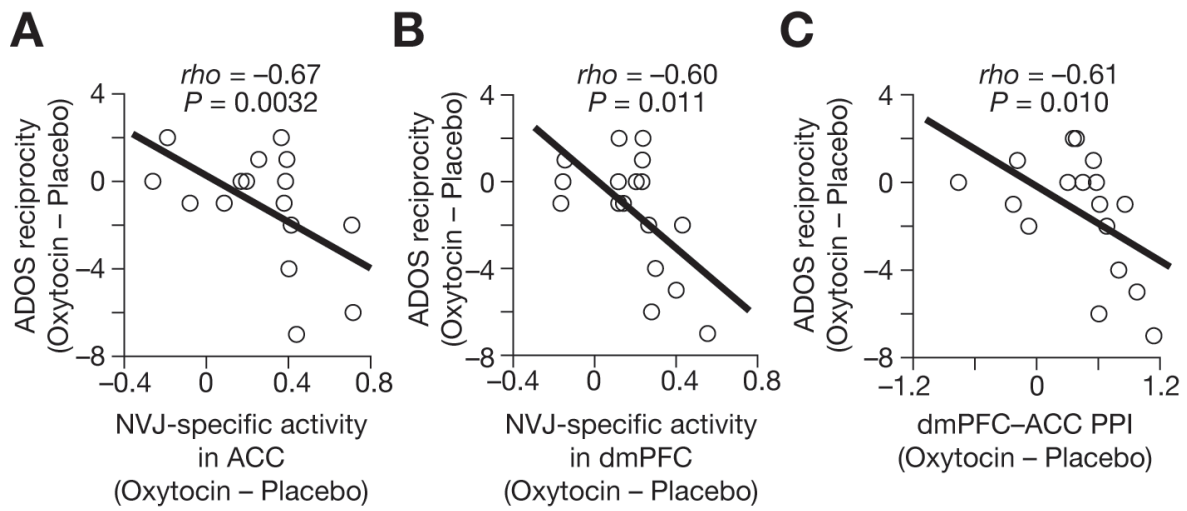 A
rho = –0.67
P = 0.0032
ADOS reciprocity
(Oxytocin – Placebo)
4
0
–4
–8
–0.4
0
0.4
0.8
NVJ-specific activity
in ACC
(Oxytocin – Placebo)
B
rho = –0.60
P = 0.011
ADOS reciprocity
(Oxytocin – Placebo)
4
0
–4
–8
–0.4
0
0.4
0.8
NVJ-specific activity
in dmPFC
(Oxytocin – Placebo)
C
rho = –0.61
P = 0.010
ADOS reciprocity
(Oxytocin – Placebo)
4
0
–4
–8
–1.2
0
1.2
dmPFC–ACC PPI
(Oxytocin – Placebo)